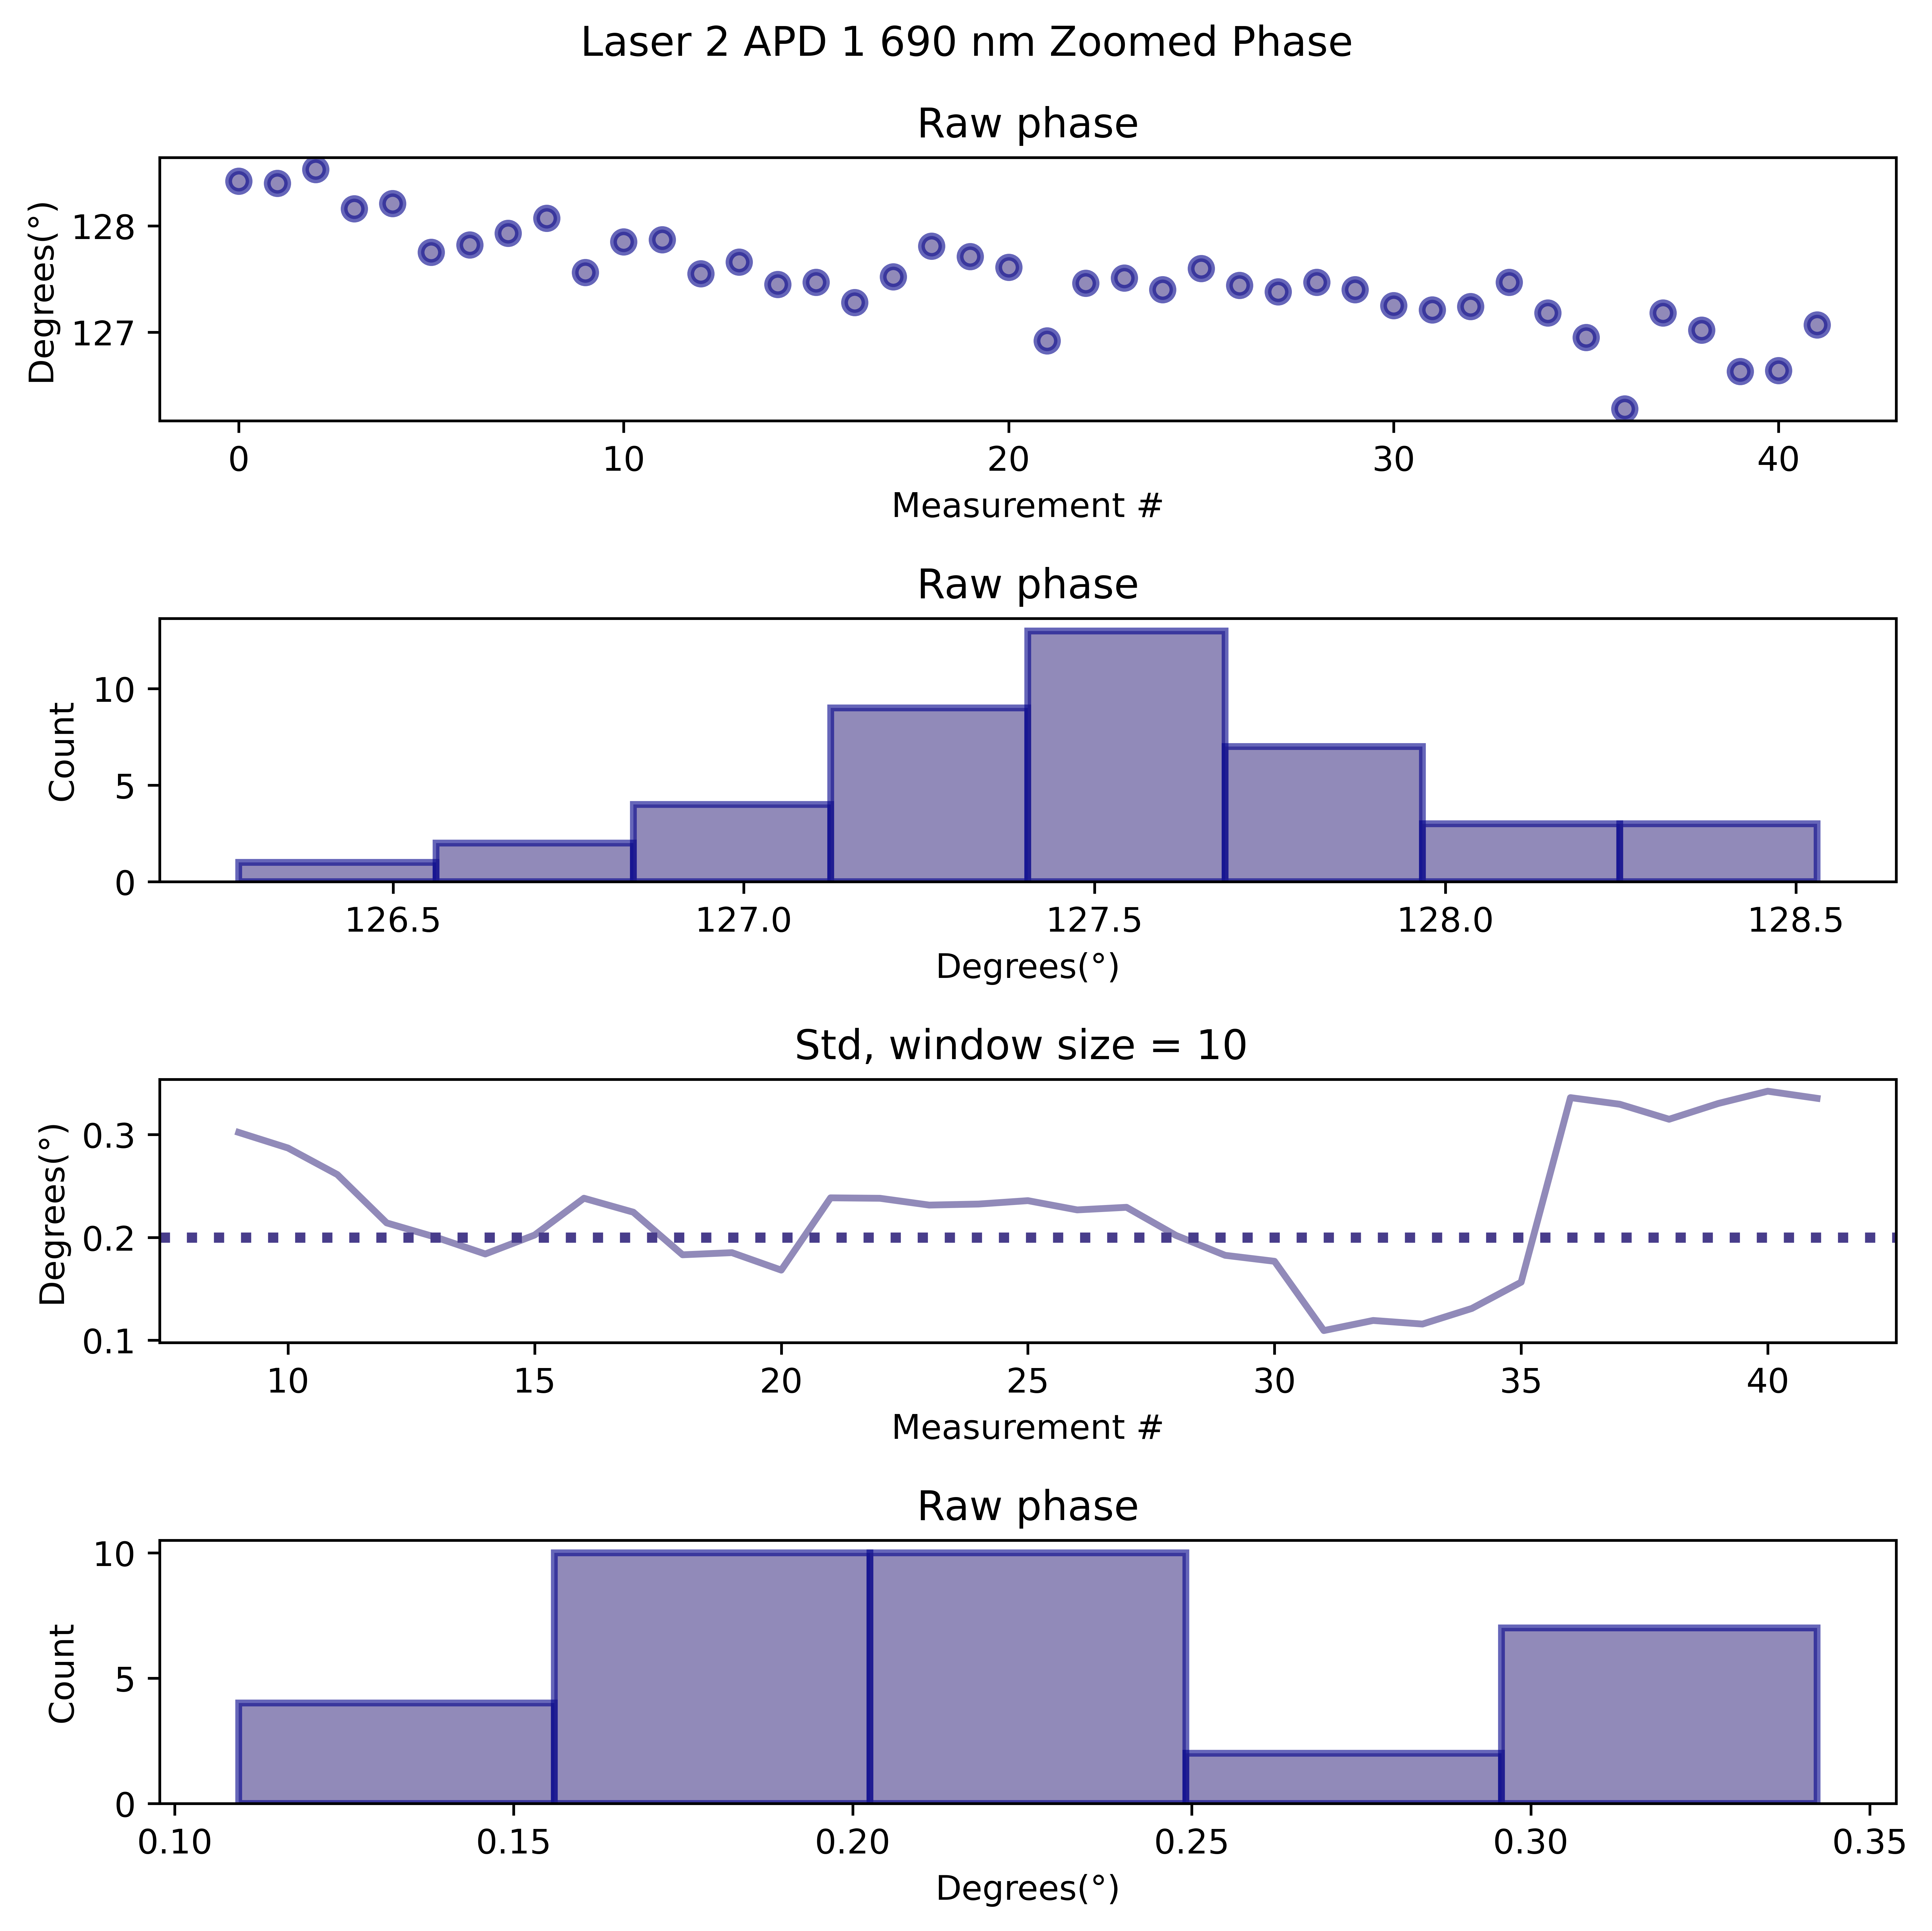 Laser 2 APD 1 690 nm Zoomed Phase
Raw phase
Degrees(°)
128
127
0 10 20 30 40
Measurement #
Raw phase
Count
10
5
0
126.5 127.0 127.5 128.0 128.5
Degrees(°)
Std, window size = 10
Degrees(°)
0.3
0.2
0.1
10 15 20 25 30 35 40
Measurement #
Raw phase
Count
10
5
0
0.10 0.15 0.20 0.25 0.30 0.35
Degrees(°)